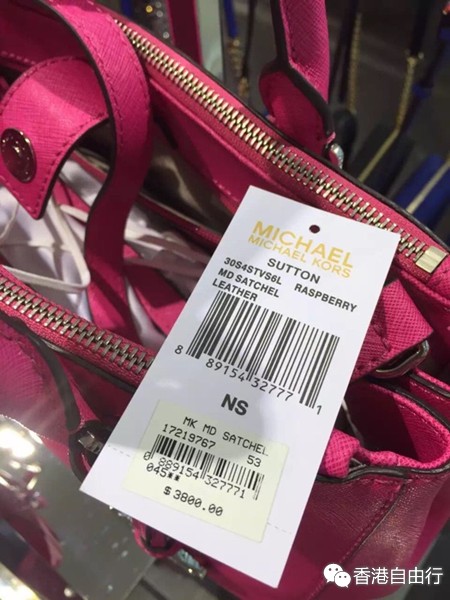 MICHAEL
MICHAEL KORS
SUTTON
30S4STVS6L RASPBERRY
MD SATCHEL
LEATHER
8 89154 32777 1
NS
MK MD SATCHEL
17219767 53
0 889154 327771
045**
$3800.00
香港自由行